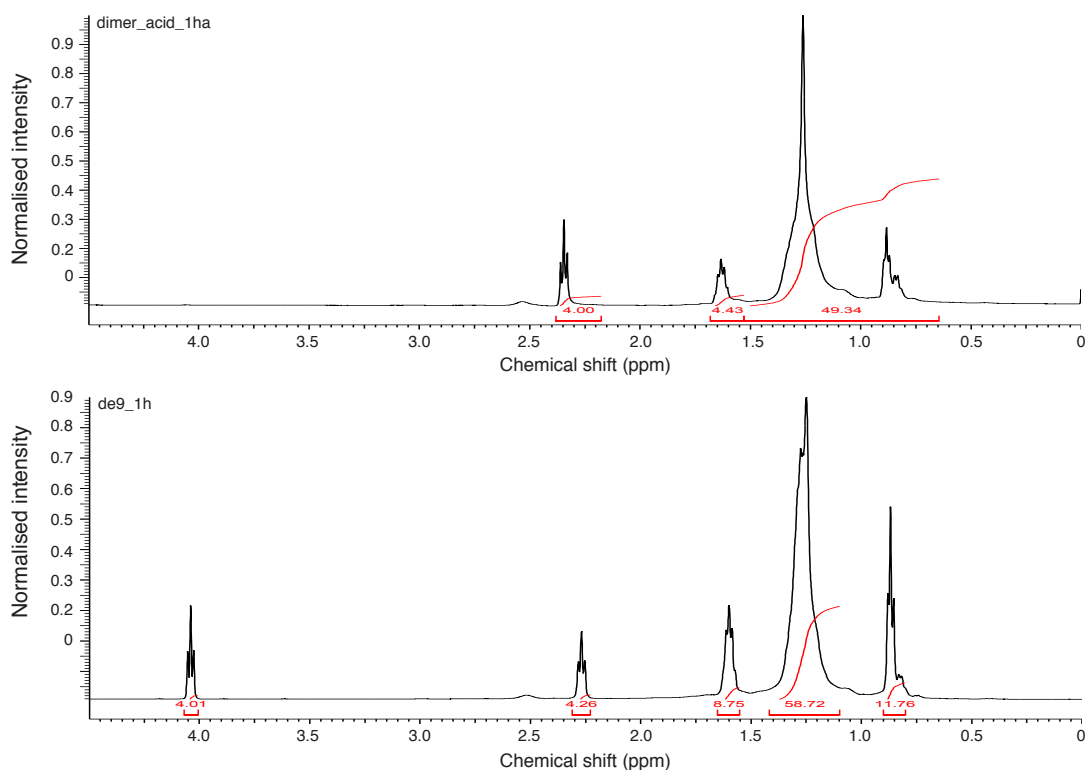 dimer_acid_1ha
Normalised intensity
0.9
0.8
0.7
0.6
0.5
0.4
0.3
0.2
0
4.00
4.43
49.34
4.0 3.5 3.0 2.5 2.0 1.5 1.0 0.5 0
Chemical shift (ppm)
de9_1h
Normalised intensity
0.9
0.8
0.7
0.6
0.5
0.4
0.3
0.2
0
4.01 4.26 8.75 58.72 11.76
4.0 3.5 3.0 2.5 2.0 1.5 1.0 0.5 0
Chemical shift (ppm)